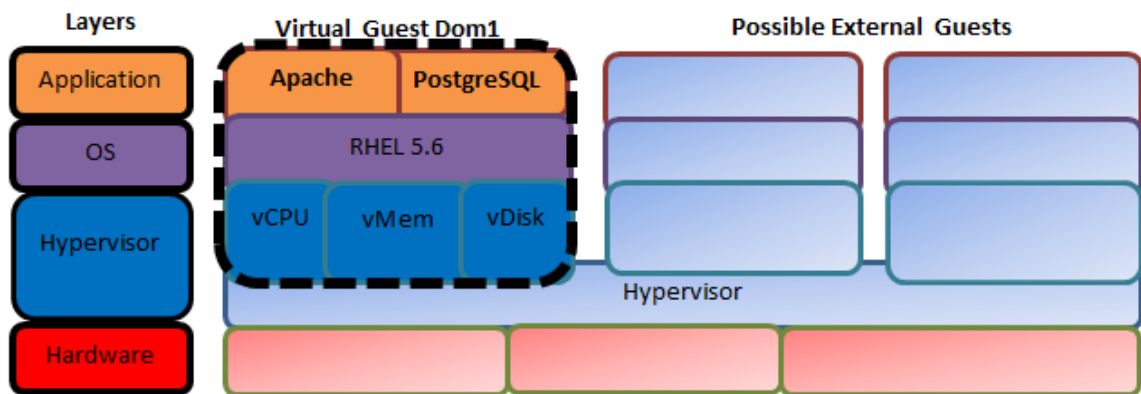 Layers
Virtual Guest Dom1
Possible External Guests
Application
Apache
PostgreSQL
OS
RHEL 5.6
Hypervisor
vCPU
vMem
vDisk
Hypervisor
Hardware